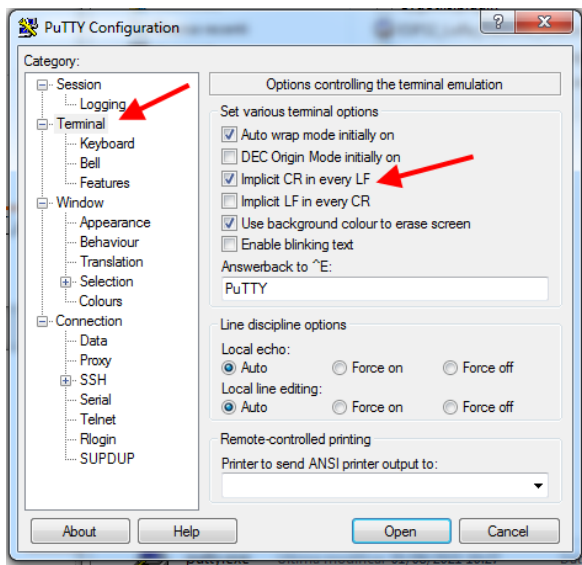 PuTTY Configuration
Category:
Session
Logging
Terminal
Keyboard
Bell
Features
Window
Appearance
Behaviour
Translation
Selection
Colours
Connection
Data
Proxy
SSH
Serial
Telnet
Rlogin
SUPDUP
Options controlling the terminal emulation
Set various terminal options
Auto wrap mode initially on
DEC Origin Mode initially on
Implicit CR in every LF
Implicit LF in every CR
Use background colour to erase screen
Enable blinking text
Answerback to ^E:
PuTTY
Line discipline options
Local echo:
Auto Force on Force off
Local line editing:
Auto Force on Force off
Remote-controlled printing
Printer to send ANSI printer output to:
About Help Open Cancel